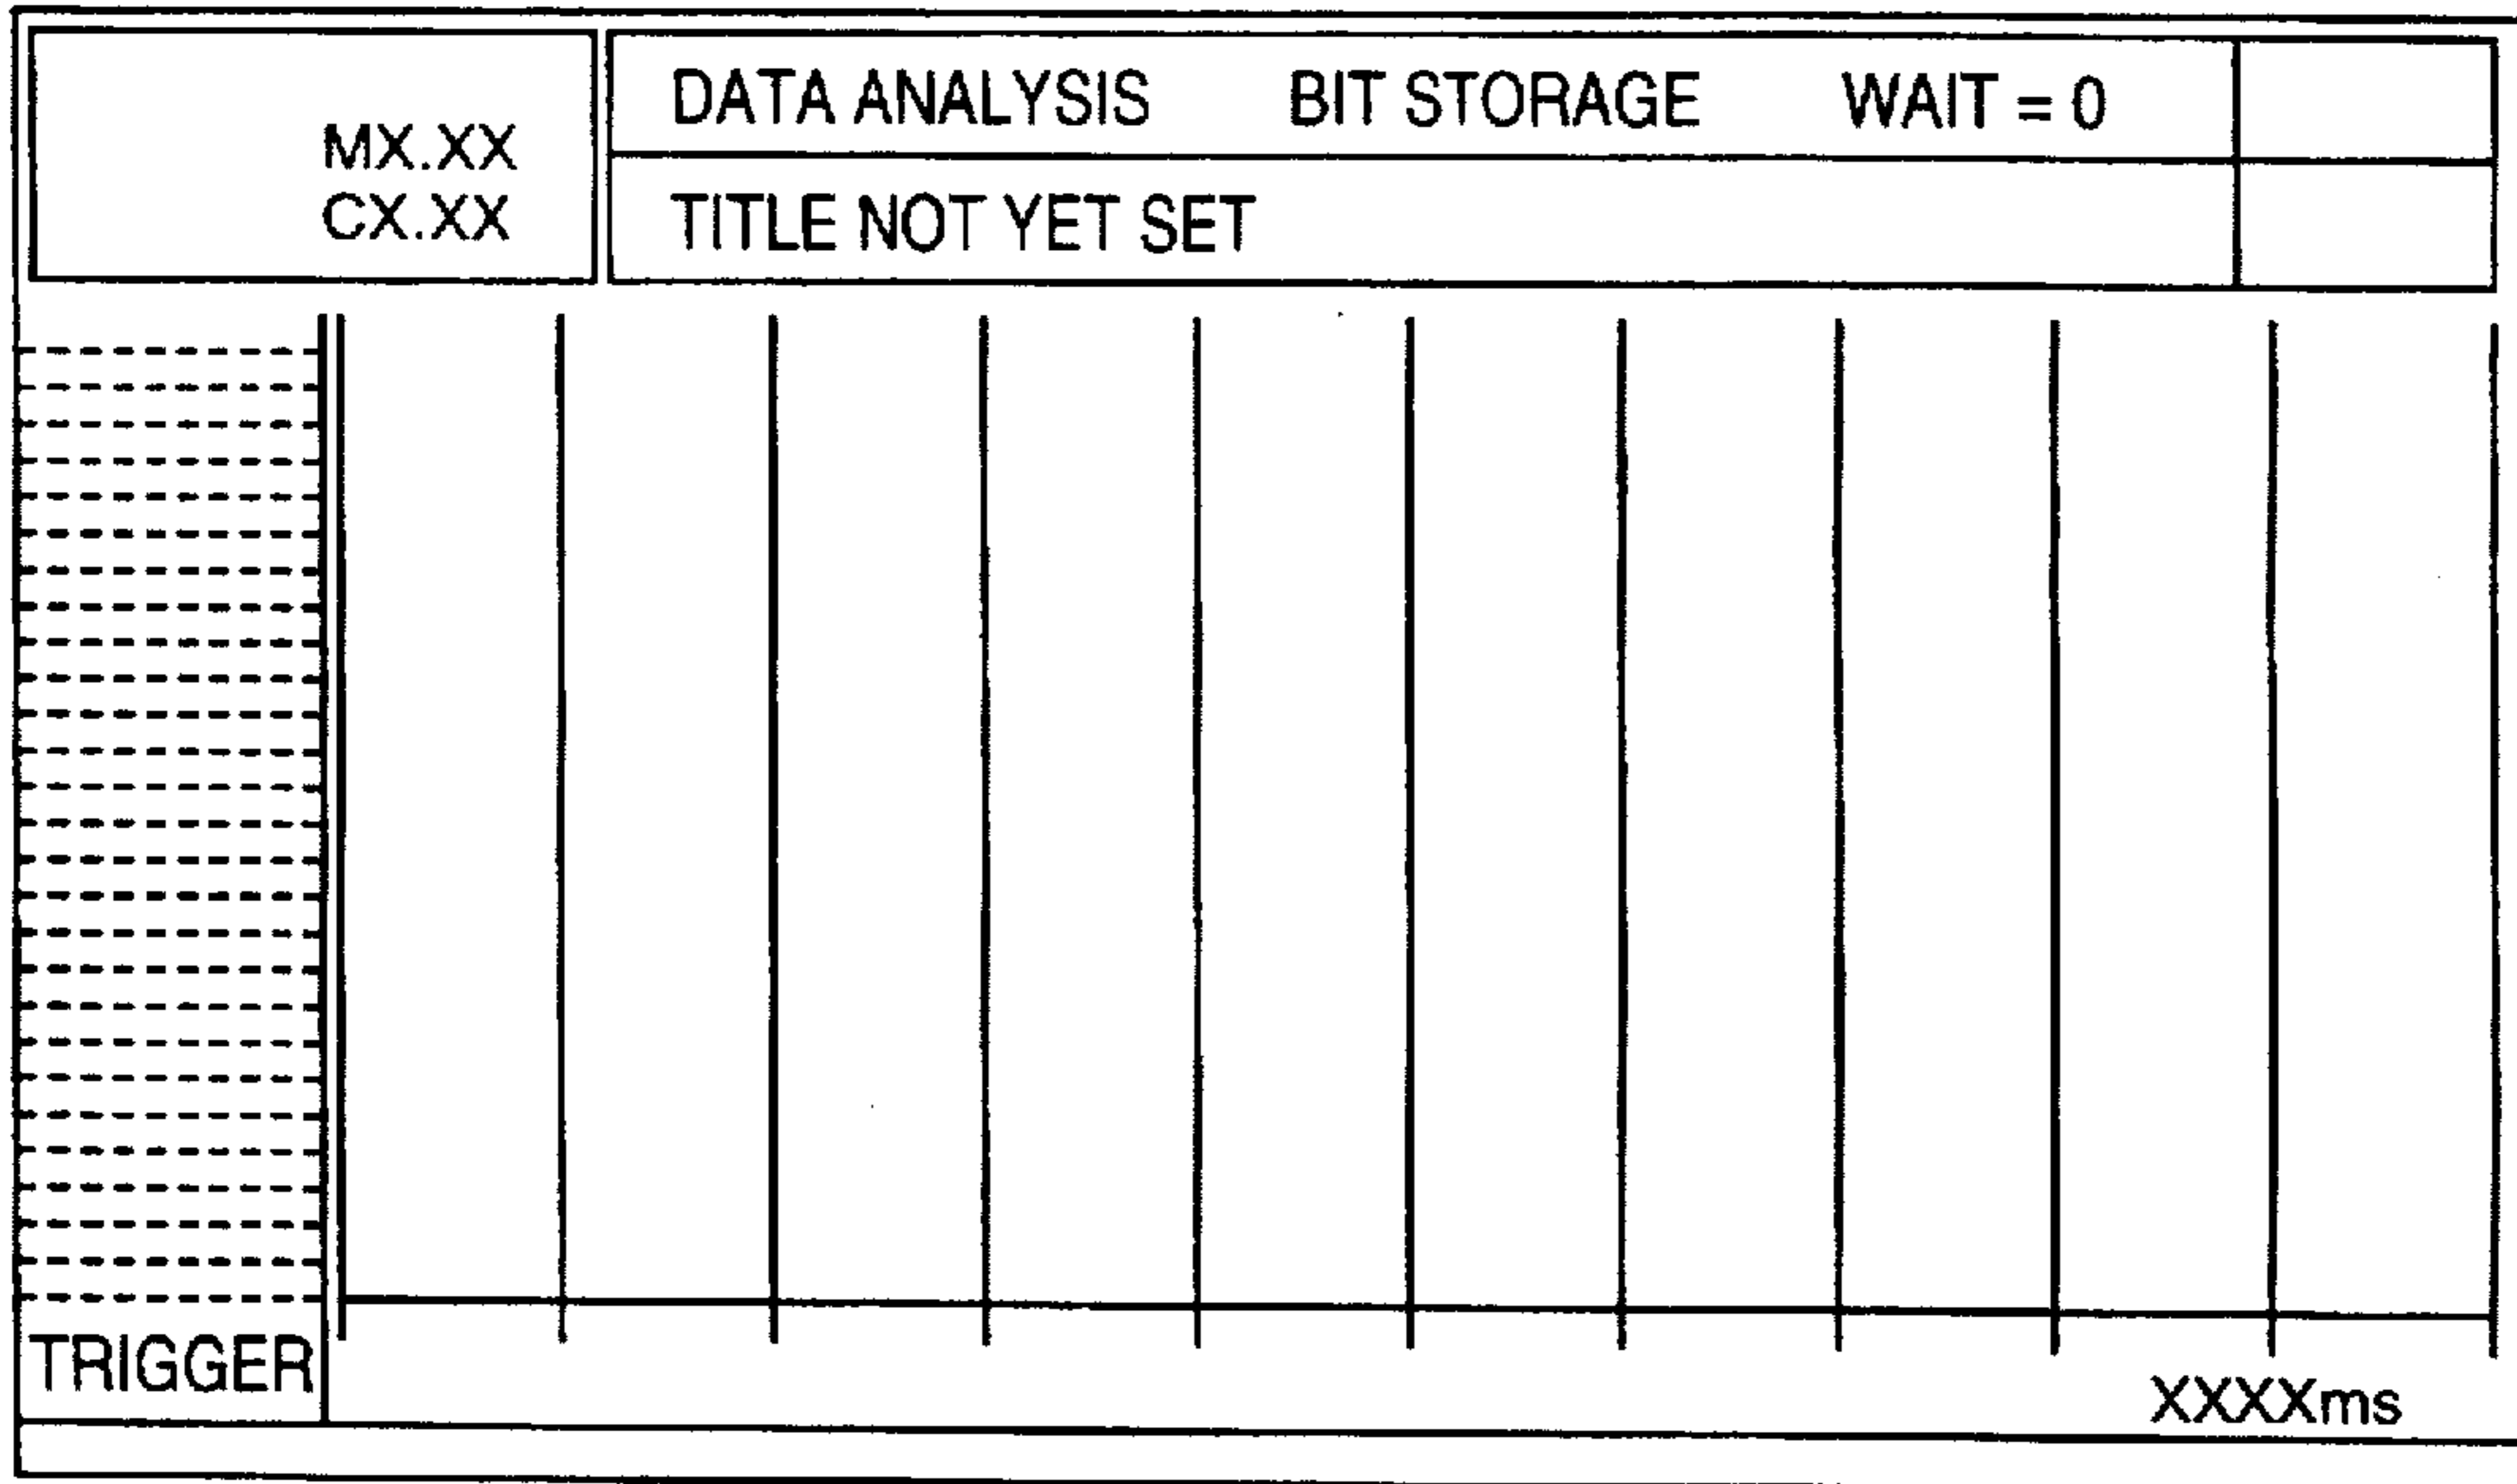 MX.XX
CX.XX
DATA ANALYSIS BIT STORAGE WAIT = 0
TITLE NOT YET SET
TRIGGER
XXXXms